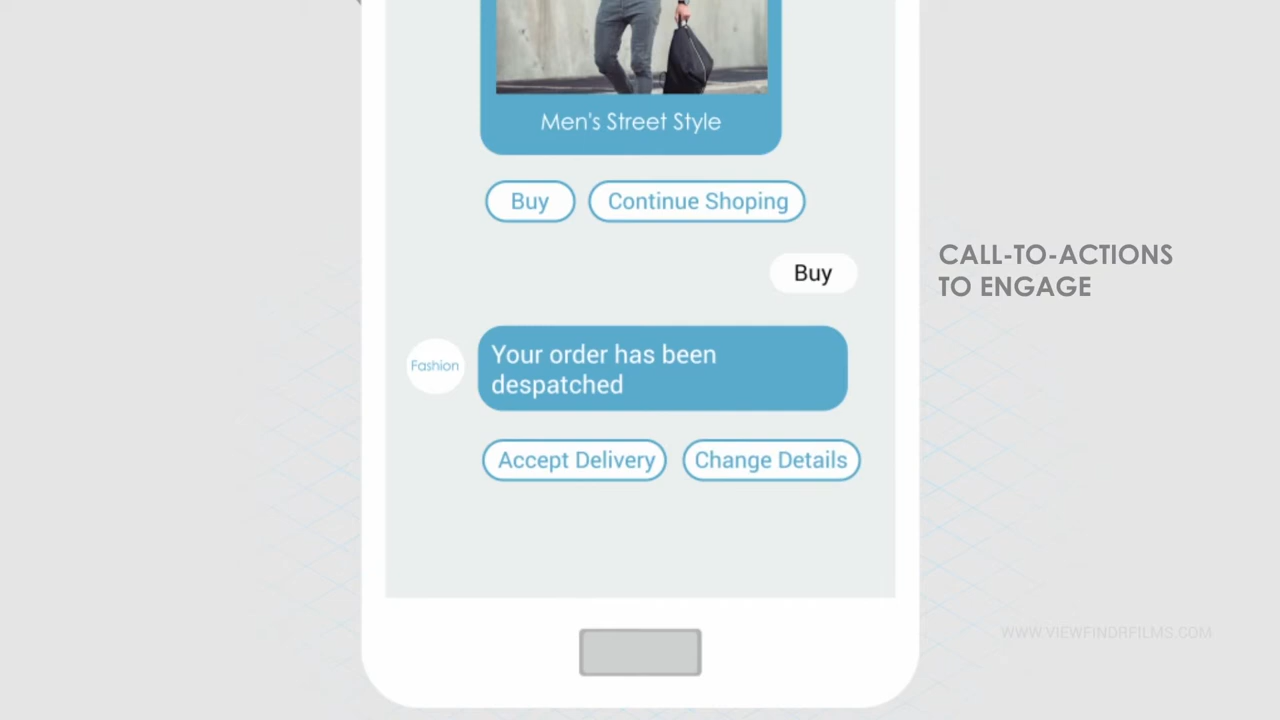 Men's Street Style
Buy
Continue Shoping
Buy
CALL-TO-ACTIONS
TO ENGAGE
Fashion
Your order has been
despatched
Accept Delivery
Change Details
WWW.VIEWFINDRFILMS.COM